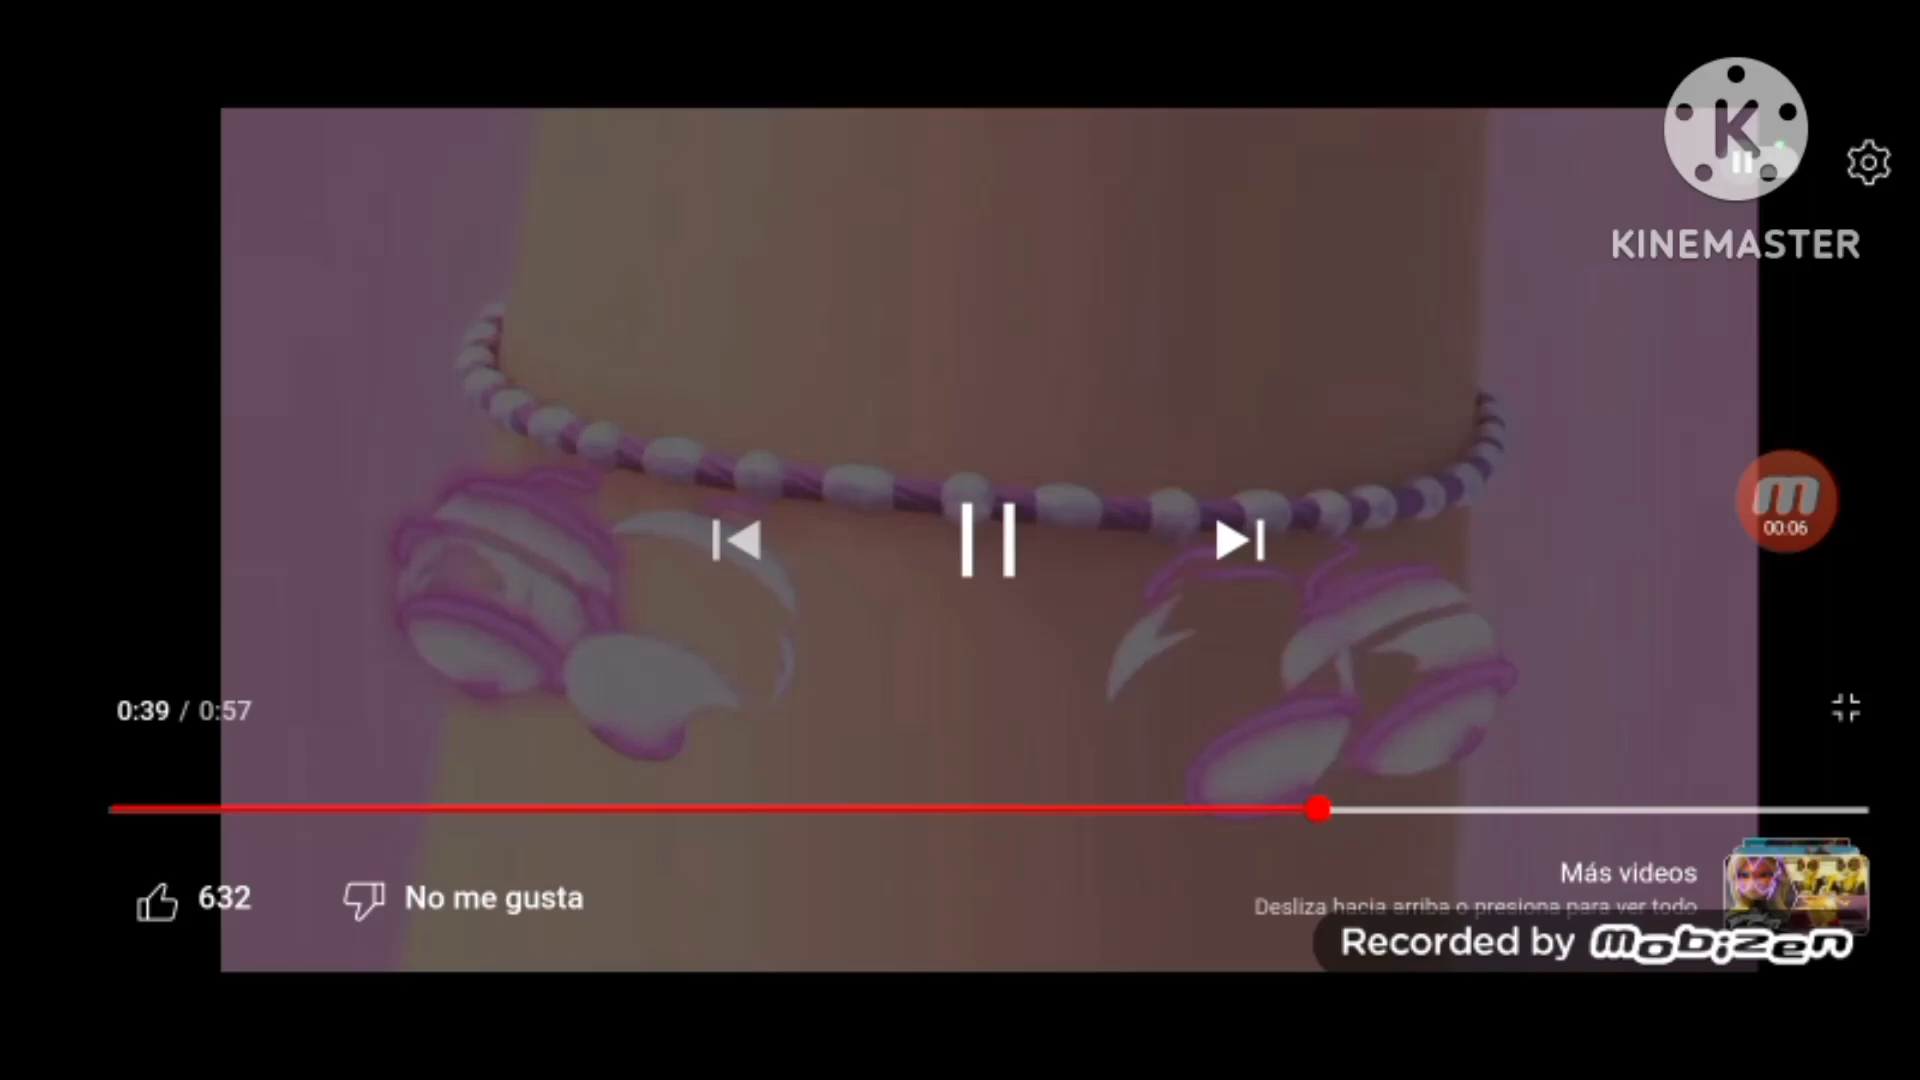 K
KINEMASTER
00:06
0:39 / 0:57
632
No me gusta
Más videos
Desliza hacia arriba o presiona para ver todo
Recorded by mobizen